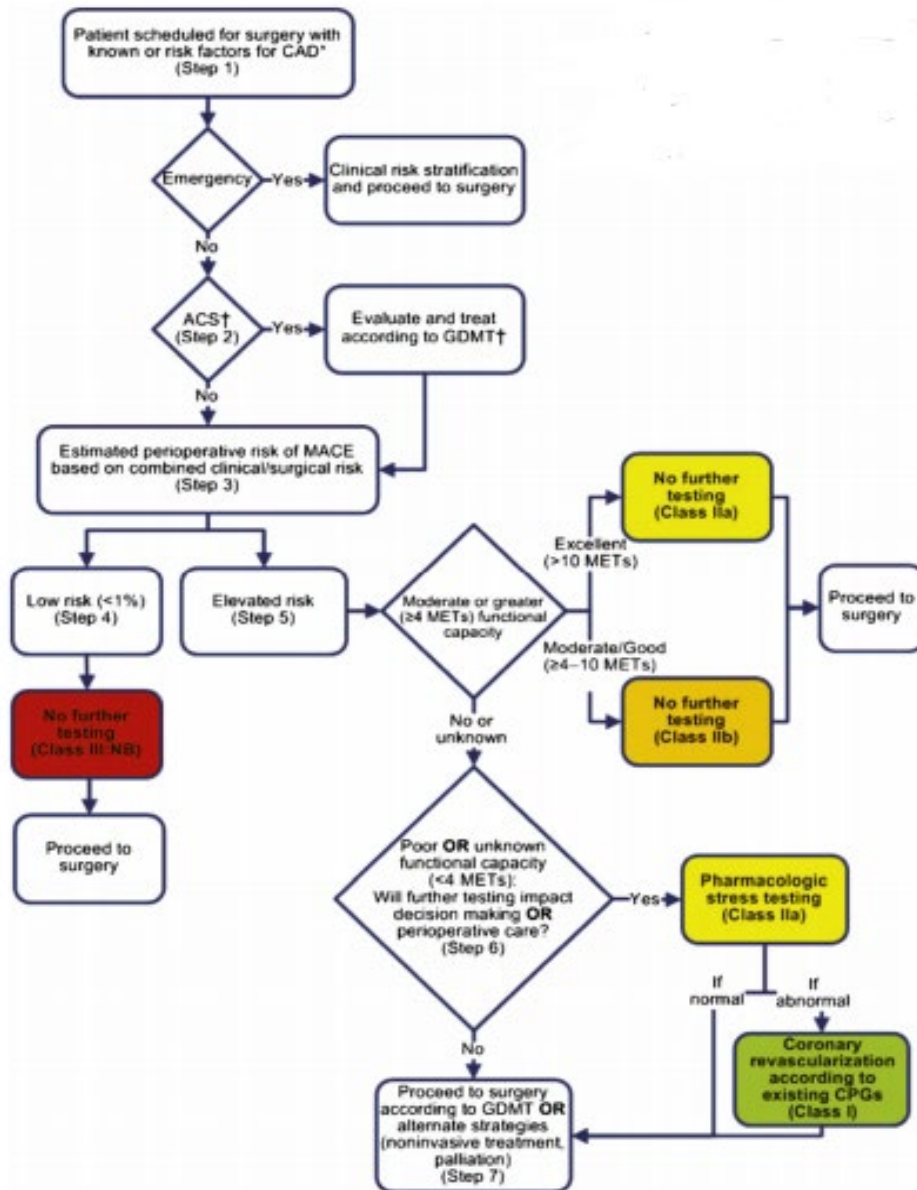 Patient scheduled for surgery with
known or risk factors for CAD*
(Step 1)
Emergency
Yes
Clinical risk stratification
and proceed to surgery
No
ACS†
(Step 2)
Yes
Evaluate and treat
according to GDMT†
No
Estimated perioperative risk of MACE
based on combined clinical/surgical risk
(Step 3)
Low risk (<1%)
(Step 4)
Elevated risk
(Step 5)
Moderate or greater
(≥4 METs) functional
capacity
Excellent
(>10 METs)
No further
testing
(Class IIa)
Moderate/Good
(≥4–10 METs)
No further
testing
(Class IIb)
Proceed to
surgery
No further
testing
(Class III:NB)
Proceed to
surgery
No or
unknown
Poor OR unknown
functional capacity
(<4 METs):
Will further testing impact
decision making OR
perioperative care?
(Step 6)
Yes
Pharmacologic
stress testing
(Class IIa)
If
normal
If
abnormal
Coronary
revascularization
according to
existing CPGs
(Class I)
No
Proceed to surgery
according to GDMT OR
alternate strategies
(noninvasive treatment,
palliation)
(Step 7)